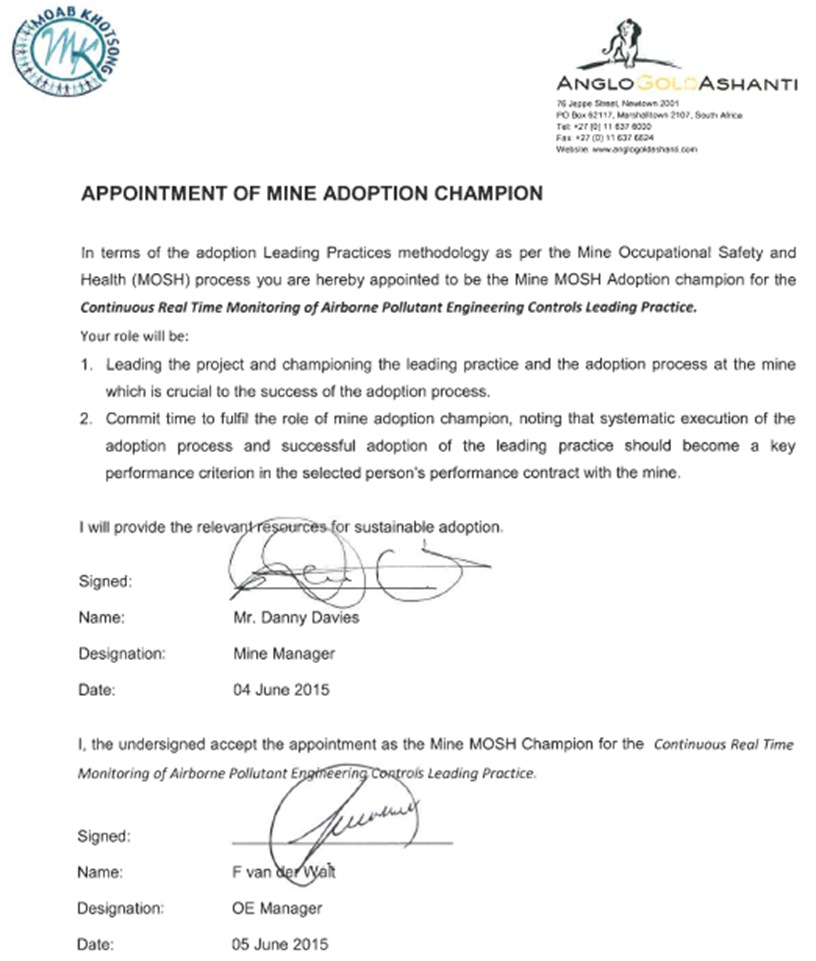 MOAB KHOTSONG
MK
ANGLOGOLDASHANTI
76 Jeppe Street, Newtown 2001
PO Box 62117, Marshalltown 2107, South Africa
Tel: +27 (0) 11 637 6000
Fax: +27 (0) 11 637 6624
Website: www.anglogoldashanti.com
APPOINTMENT OF MINE ADOPTION CHAMPION
In terms of the adoption Leading Practices methodology as per the Mine Occupational Safety and
Health (MOSH) process you are hereby appointed to be the Mine MOSH Adoption champion for the
Continuous Real Time Monitoring of Airborne Pollutant Engineering Controls Leading Practice.
Your role will be:
1. Leading the project and championing the leading practice and the adoption process at the mine
which is crucial to the success of the adoption process.
2. Commit time to fulfil the role of mine adoption champion, noting that systematic execution of the
adoption process and successful adoption of the leading practice should become a key
performance criterion in the selected person's performance contract with the mine.
I will provide the relevant resources for sustainable adoption.
Signed:
Name: Mr. Danny Davies
Designation: Mine Manager
Date: 04 June 2015
I, the undersigned accept the appointment as the Mine MOSH Champion for the Continuous Real Time
Monitoring of Airborne Pollutant Engineering Controls Leading Practice.
Signed:
Name: F van der Walt
Designation: OE Manager
Date: 05 June 2015